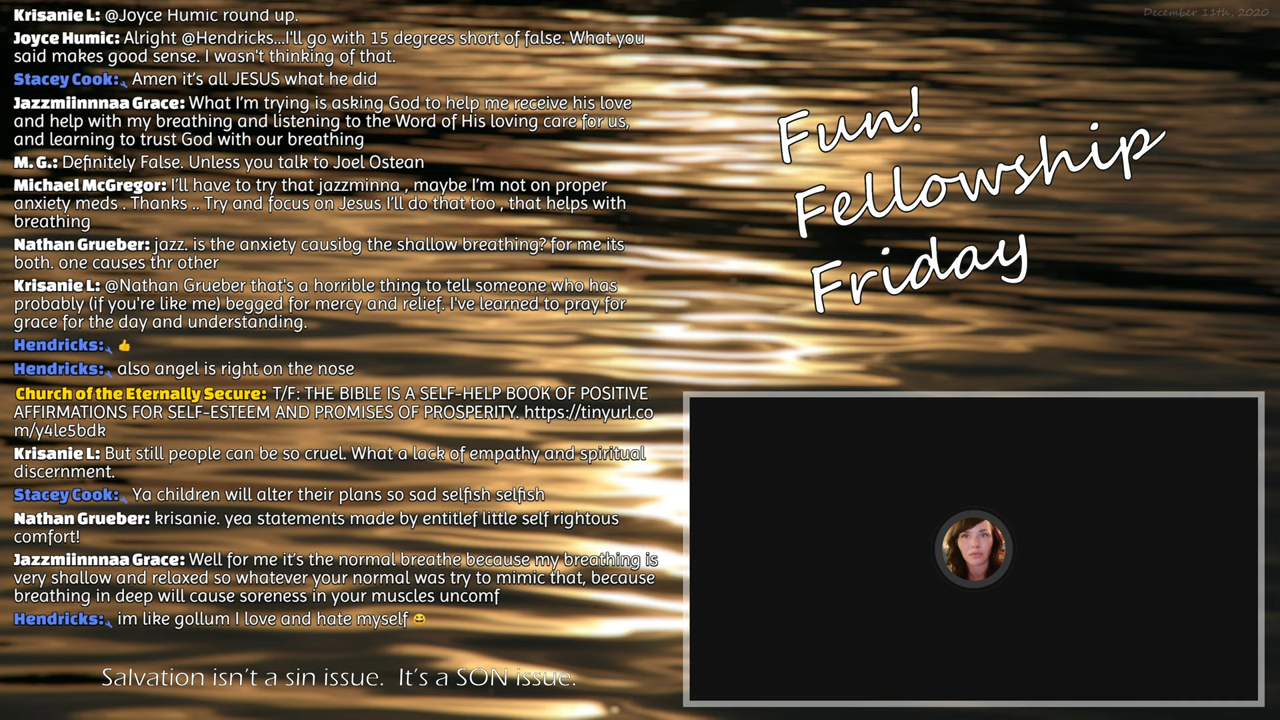 Krisanie L: @Joyce Humic round up.
Joyce Humic: Alright @Hendricks...I'll go with 15 degrees short of false. What you
said makes good sense. I wasn't thinking of that.
Stacey Cook: Amen it's all JESUS what he did
Jazzmiinnnaa Grace: What I'm trying is asking God to help me receive his love
and help with my breathing and listening to the Word of His loving care for us,
and learning to trust God with our breathing
M. G.: Definitely False. Unless you talk to Joel Ostean
Michael McGregor: I'll have to try that jazzminna , maybe I'm not on proper
anxiety meds . Thanks .. Try and focus on Jesus I'll do that too , that helps with
breathing
Nathan Grueber: jazz. is the anxiety causibg the shallow breathing? for me its
both. one causes thr other
Krisanie L: @Nathan Grueber that's a horrible thing to tell someone who has
probably (if you're like me) begged for mercy and relief. I've learned to pray for
grace for the day and understanding.
Hendricks: 👍
Hendricks: also angel is right on the nose
Church of the Eternally Secure: T/F: THE BIBLE IS A SELF-HELP BOOK OF POSITIVE
AFFIRMATIONS FOR SELF-ESTEEM AND PROMISES OF PROSPERITY. https://tinyurl.co
m/y4le5bdk
Krisanie L: But still people can be so cruel. What a lack of empathy and spiritual
discernment.
Stacey Cook: Ya children will alter their plans so sad selfish selfish
Nathan Grueber: krisanie. yea statements made by entitlef little self rightous
comfort!
Jazzmiinnnaa Grace: Well for me it's the normal breathe because my breathing is
very shallow and relaxed so whatever your normal was try to mimic that, because
breathing in deep will cause soreness in your muscles uncomf
Hendricks: im like gollum I love and hate myself 😄
Salvation isn't a sin issue. It's a SON issue.
December 11th, 2020
Fun!
Fellowship
Friday